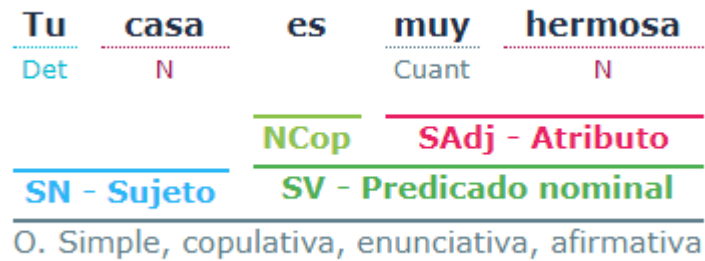 Tu casa es muy hermosa
Det N Cuant N
NCop SAdj - Atributo
SN - Sujeto SV - Predicado nominal
O. Simple, copulativa, enunciativa, afirmativa